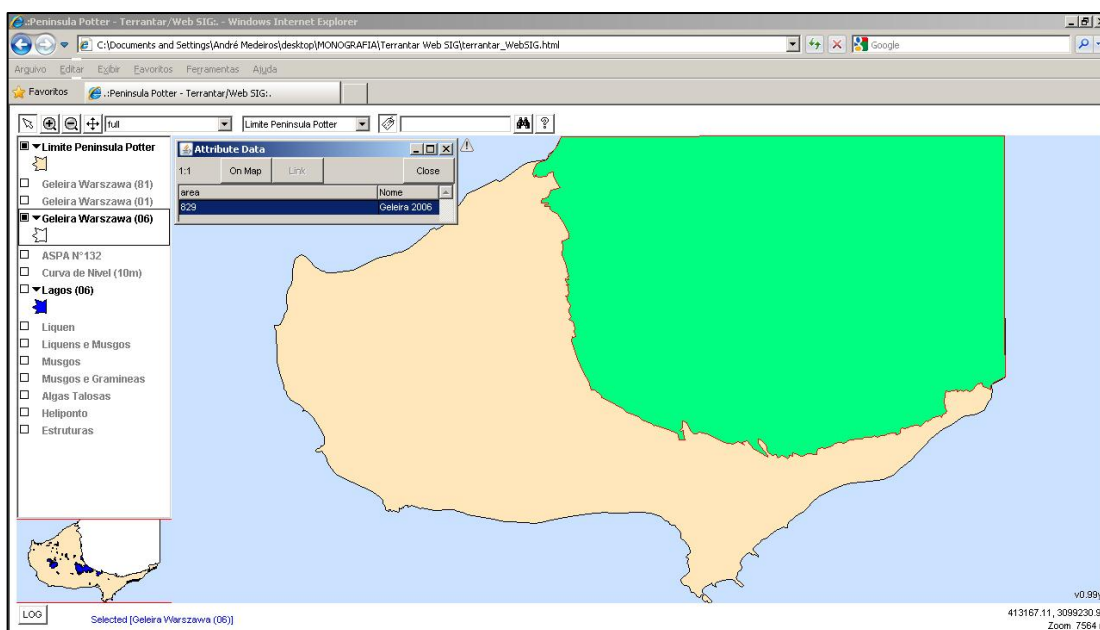 .:Peninsula Potter - Terrantar/Web SIG:. - Windows Internet Explorer
C:\Documents and Settings\André Medeiros\desktop\MONOGRAFIA\Terrantar Web SIG\terrantar_WebSIG.html
Google
Arquivo Editar Exibir Favoritos Ferramentas Ajuda
Favoritos .:Peninsula Potter - Terrantar/Web SIG:.
full Limite Peninsula Potter ?
Limite Peninsula Potter
Geleira Warszawa (81)
Geleira Warszawa (01)
Geleira Warszawa (06)
ASPA N°132
Curva de Nivel (10m)
Lagos (06)
Liquen
Liquens e Musgos
Musgos
Musgos e Gramineas
Algas Talosas
Heliponto
Estruturas
Attribute Data
1:1 On Map Link Close
area Nome
829 Geleira 2006
v0.99
LOG Selected [Geleira Warszawa (06)]
413167.11, 3099230.9
Zoom 7564